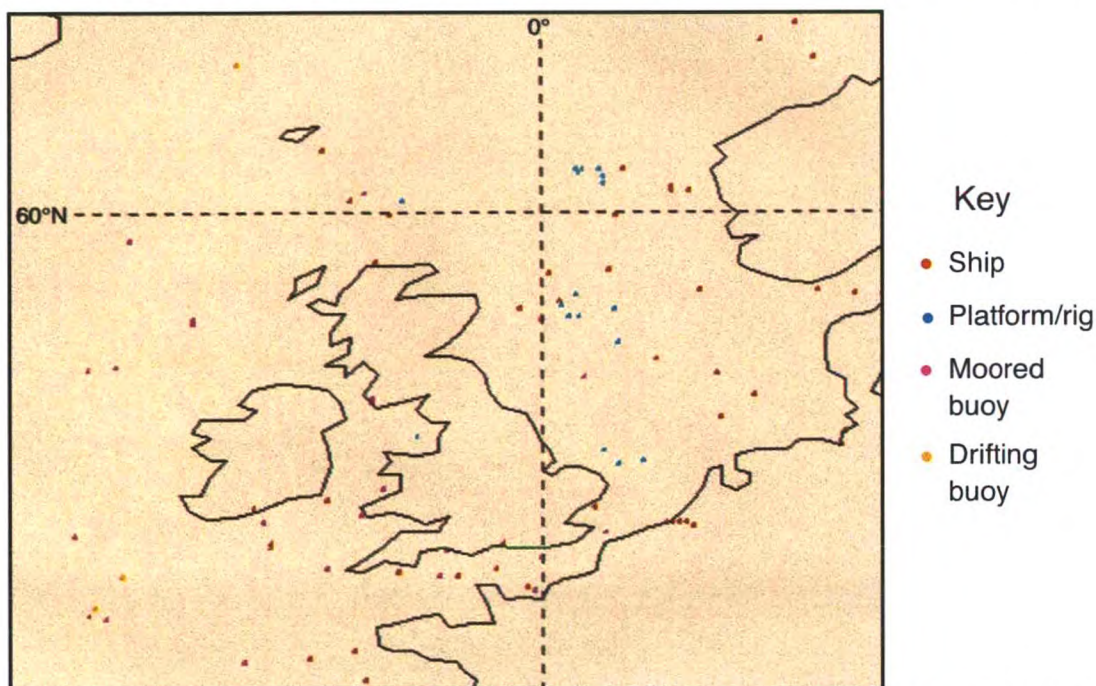 0°
60°N
Key
Ship
Platform/rig
Moored
buoy
Drifting
buoy